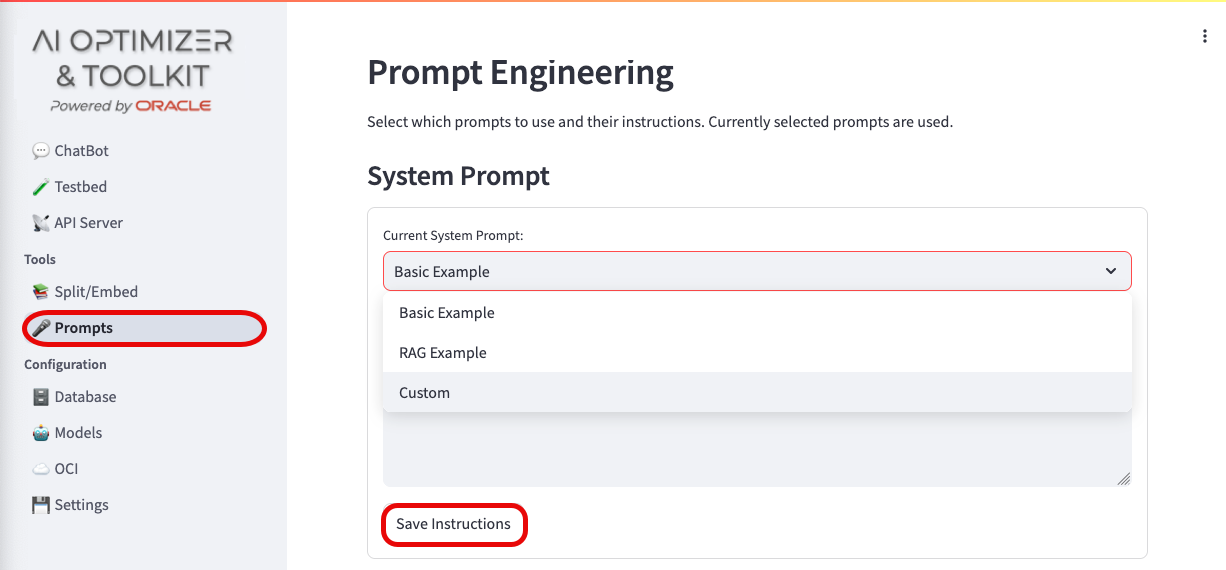 AI OPTIMIZER
& TOOLKIT
Powered by ORACLE
ChatBot
Testbed
API Server
Tools
Split/Embed
Prompts
Configuration
Database
Models
OCI
Settings
Prompt Engineering
Select which prompts to use and their instructions. Currently selected prompts are used.
System Prompt
Current System Prompt:
Basic Example
Basic Example
RAG Example
Custom
Save Instructions